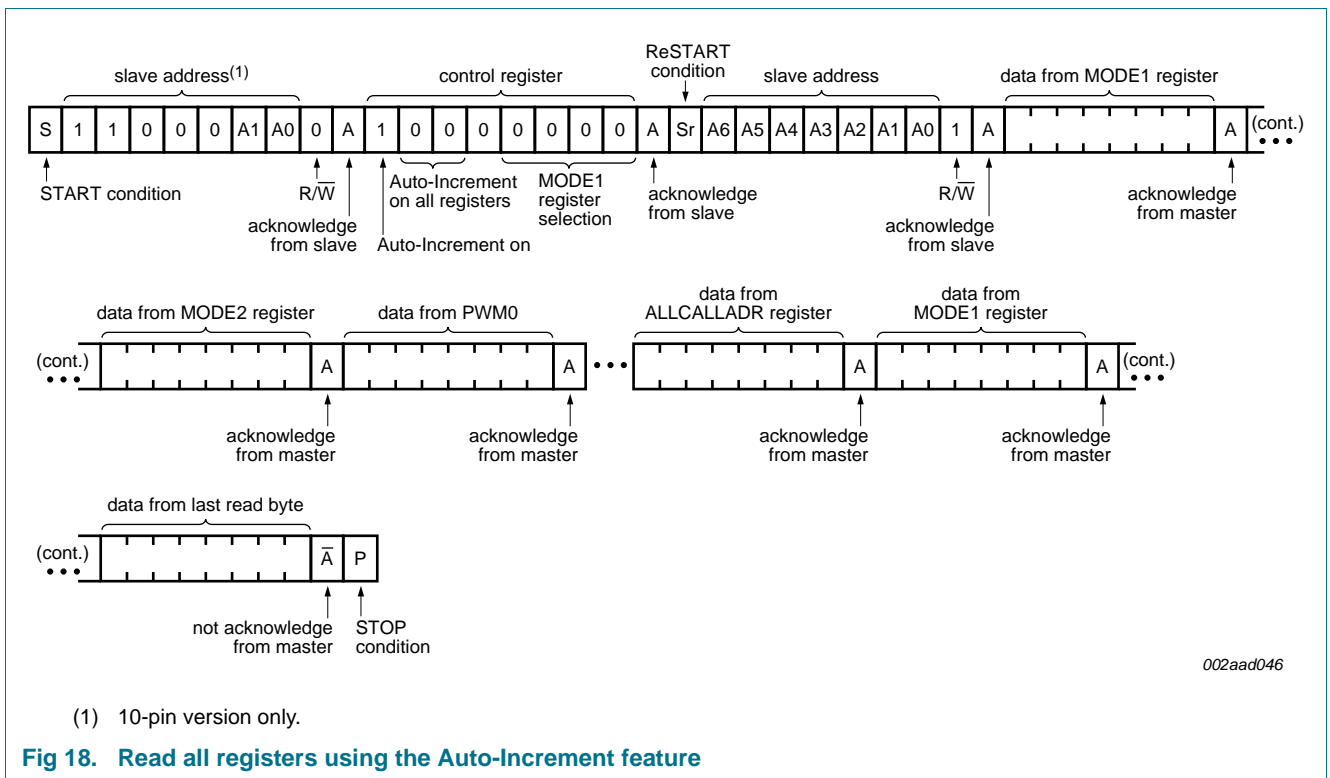 ReSTART
condition
slave address(1) control register slave address data from MODE1 register
S 1 1 0 0 0 A1 A0 0 A 1 0 0 0 0 0 0 0 A Sr A6 A5 A4 A3 A2 A1 A0 1 A A (cont.)
START condition R/W̅ Auto-Increment on all registers MODE1 register selection acknowledge from slave R/W̅ acknowledge from master
acknowledge from slave Auto-Increment on acknowledge from slave
data from MODE2 register data from PWM0 data from ALLCALLADR register data from MODE1 register
(cont.) A A A A (cont.)
acknowledge from master acknowledge from master acknowledge from master acknowledge from master
data from last read byte
(cont.) A̅ P
not acknowledge from master STOP condition
002aad046
(1) 10-pin version only.
Fig 18. Read all registers using the Auto-Increment feature